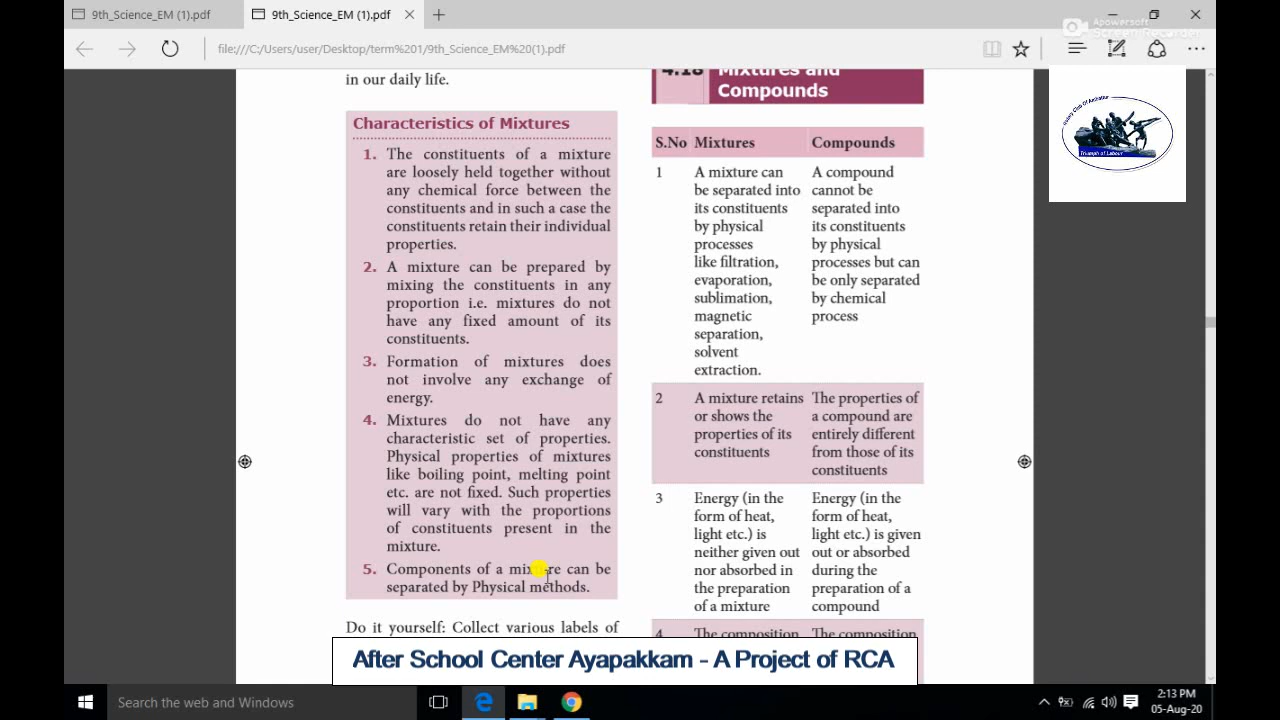 9th_Science_EM (1).pdf
9th_Science_EM (1).pdf
Apowersoft
Screen Recorder
file:///C:/Users/user/Desktop/term%201/9th_Science_EM%20(1).pdf
in our daily life.
Characteristics of Mixtures
1. The constituents of a mixture
are loosely held together without
any chemical force between the
constituents and in such a case the
constituents retain their individual
properties.
2. A mixture can be prepared by
mixing the constituents in any
proportion i.e. mixtures do not
have any fixed amount of its
constituents.
3. Formation of mixtures does
not involve any exchange of
energy.
4. Mixtures do not have any
characteristic set of properties.
Physical properties of mixtures
like boiling point, melting point
etc. are not fixed. Such properties
will vary with the proportions
of constituents present in the
mixture.
5. Components of a mixture can be
separated by Physical methods.
Do it yourself: Collect various labels of
4.18 Mixtures and
Compounds
S.No Mixtures Compounds
1 A mixture can A compound
be separated into cannot be
its constituents separated into
by physical its constituents
processes by physical
like filtration, processes but can
evaporation, be only separated
sublimation, by chemical
magnetic process
separation,
solvent
extraction.
2 A mixture retains The properties of
or shows the a compound are
properties of its entirely different
constituents from those of its
constituents
3 Energy (in the Energy (in the
form of heat, form of heat,
light etc.) is light etc.) is given
neither given out out or absorbed
nor absorbed in during the
the preparation preparation of a
of a mixture compound
4 The composition The composition
Triumph of Labour
After School Center Ayapakkam - A Project of RCA
Search the web and Windows
2:13 PM
05-Aug-20